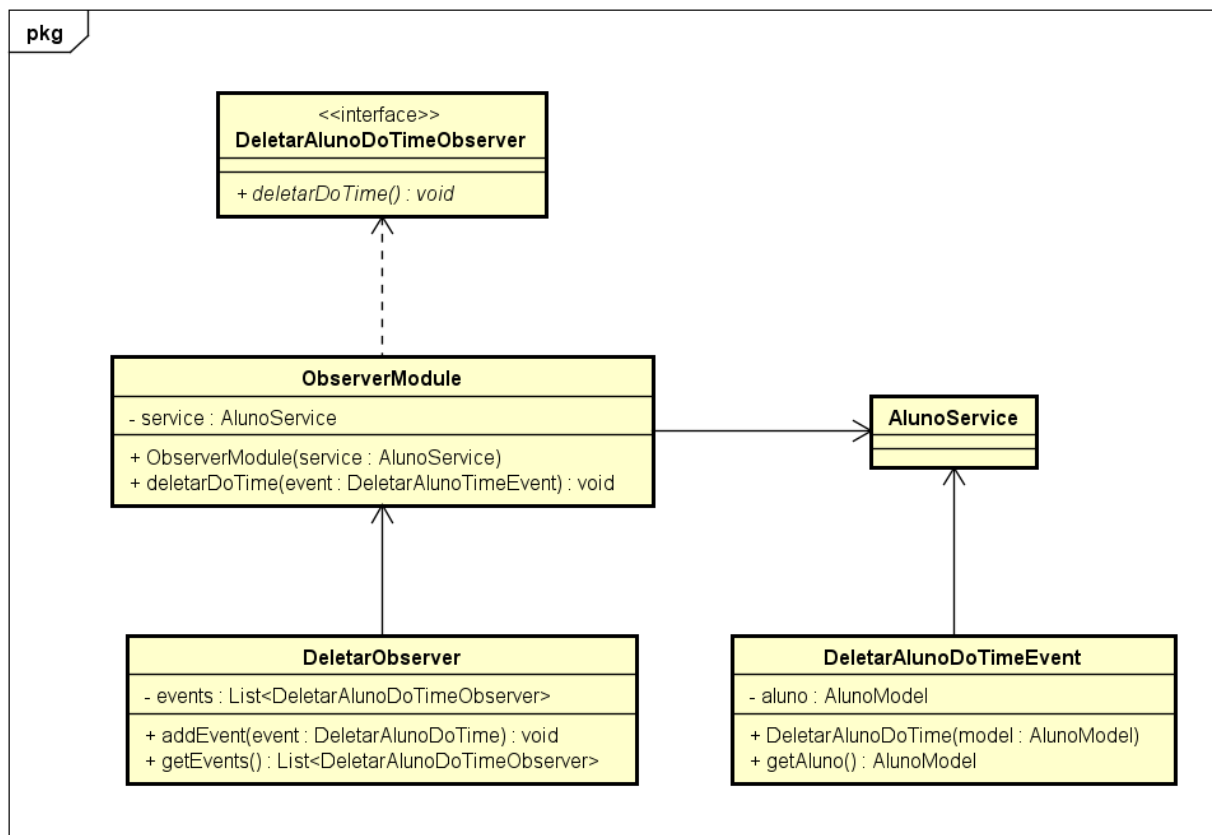 pkg
<<interface>>
DeletarAlunoDoTimeObserver
+ deletarDoTime() : void
ObserverModule
- service : AlunoService
+ ObserverModule(service : AlunoService)
+ deletarDoTime(event : DeletarAlunoTimeEvent) : void
AlunoService
DeletarObserver
- events : List<DeletarAlunoDoTimeObserver>
+ addEvent(event : DeletarAlunoDoTime) : void
+ getEvents() : List<DeletarAlunoDoTimeObserver>
DeletarAlunoDoTimeEvent
- aluno : AlunoModel
+ DeletarAlunoDoTime(model : AlunoModel)
+ getAluno() : AlunoModel